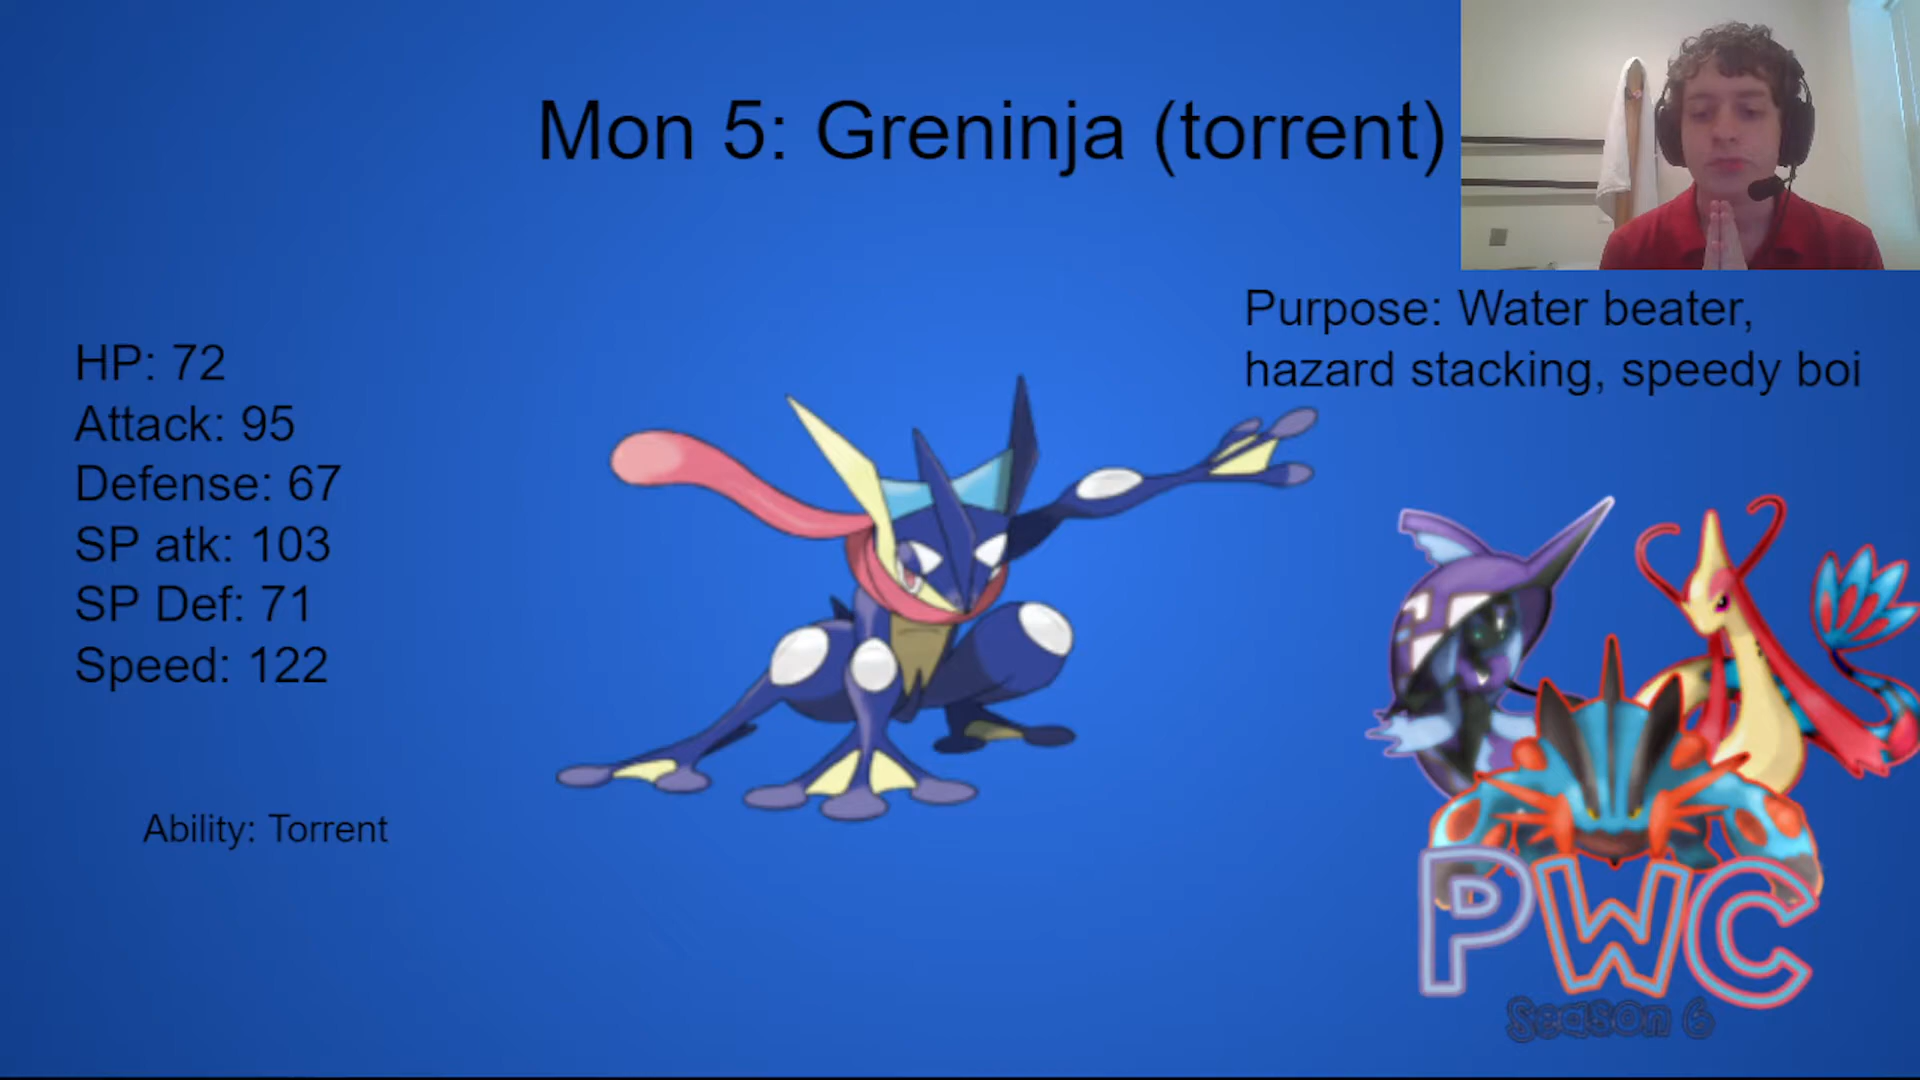 Mon 5: Greninja (torrent)
Purpose: Water beater,
hazard stacking, speedy boi
HP: 72
Attack: 95
Defense: 67
SP atk: 103
SP Def: 71
Speed: 122
Ability: Torrent
PWC
Season 6